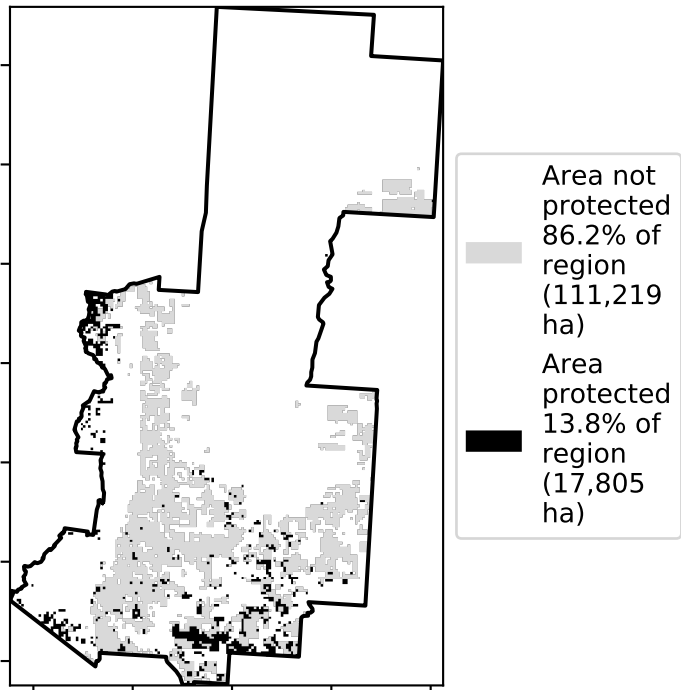 Area not
protected
86.2% of
region
(111,219
ha)
Area
protected
13.8% of
region
(17,805
ha)